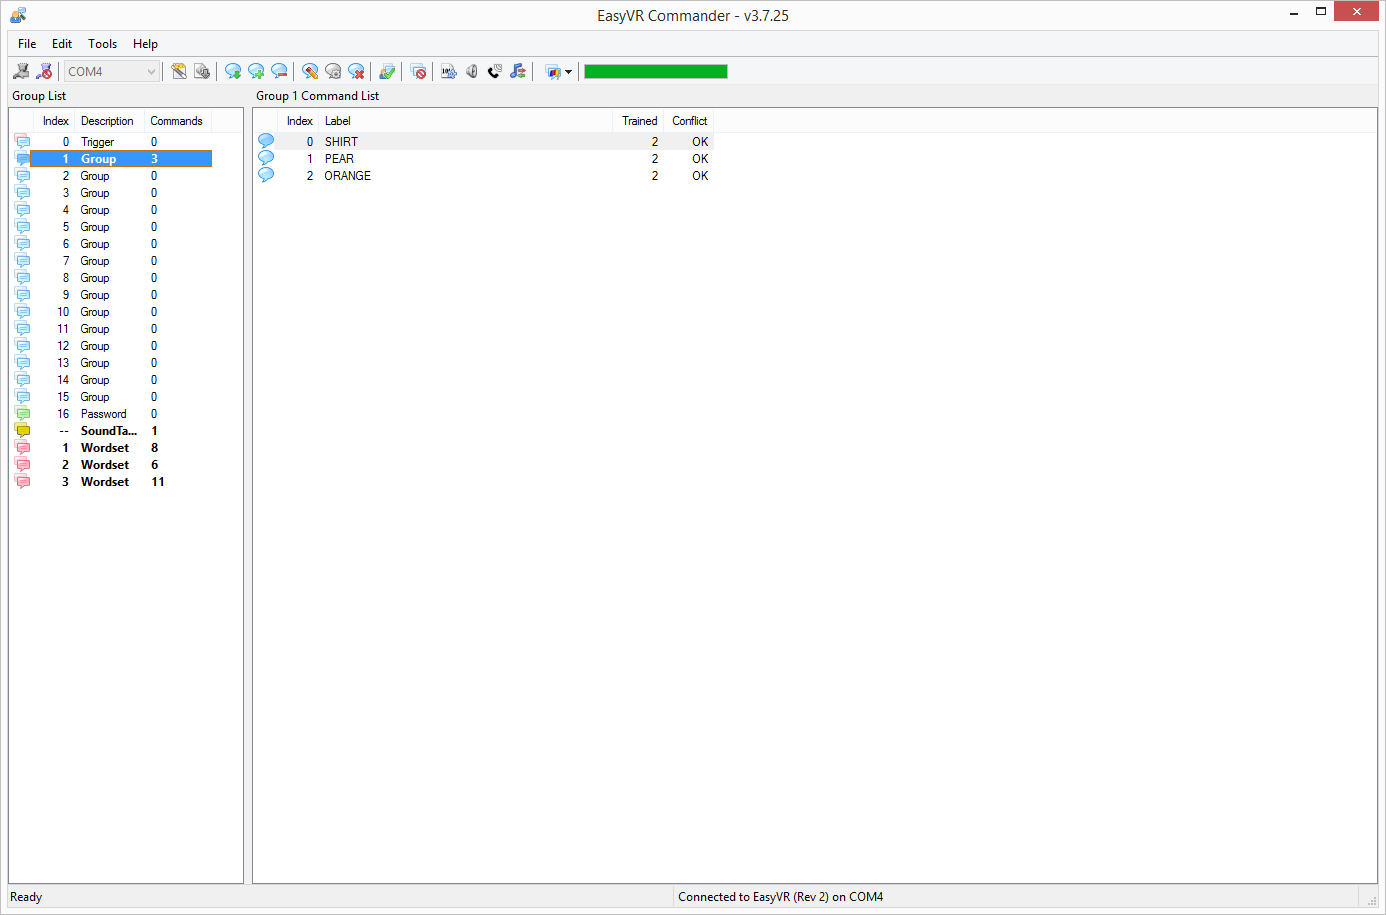 EasyVR Commander - v3.7.25
File Edit Tools Help
COM4
Group List
Group 1 Command List
Index Description Commands
0 Trigger 0
1 Group 3
2 Group 0
3 Group 0
4 Group 0
5 Group 0
6 Group 0
7 Group 0
8 Group 0
9 Group 0
10 Group 0
11 Group 0
12 Group 0
13 Group 0
14 Group 0
15 Group 0
16 Password 0
-- SoundTa... 1
1 Wordset 8
2 Wordset 6
3 Wordset 11
Index Label Trained Conflict
0 SHIRT 2 OK
1 PEAR 2 OK
2 ORANGE 2 OK
Ready
Connected to EasyVR (Rev 2) on COM4